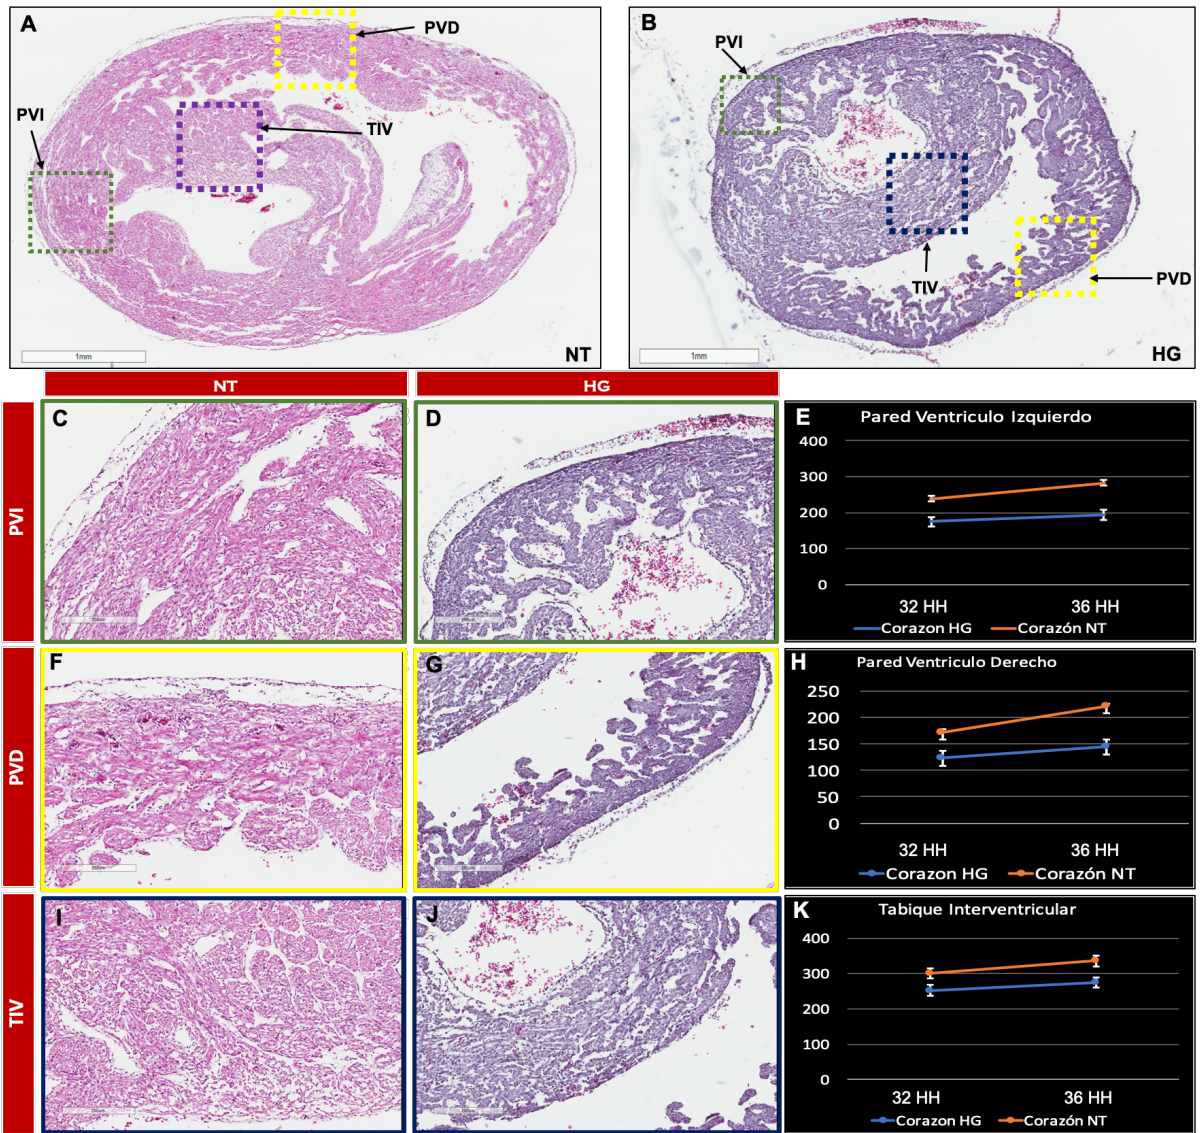 A
PVD
PVI
TIV
1mm
NT
B
PVI
TIV
PVD
1mm
HG
NT
HG
PVI
C
D
E
Pared Ventriculo Izquierdo
400
300
200
100
0
32 HH
36 HH
Corazon HG
Corazón NT
PVD
F
G
H
Pared Ventriculo Derecho
250
200
150
100
50
0
32 HH
36 HH
Corazon HG
Corazón NT
TIV
I
J
K
Tabique Interventricular
400
300
200
100
0
32 HH
36 HH
Corazon HG
Corazón NT